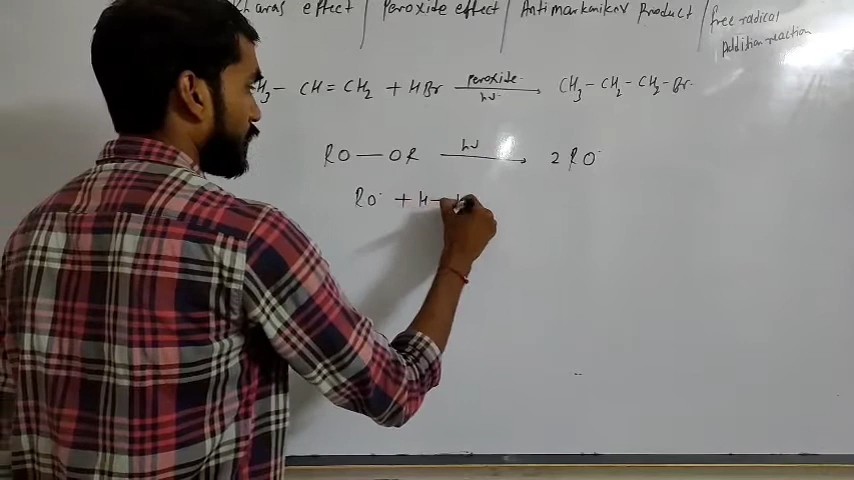 Kharas effect | Peroxide effect | Antimarkonikov Product | free radical Addition reaction
CH₃ - CH = CH₂ + HBr peroxide hν → CH₃ - CH₂ - CH₂ - Br
RO — OR hν → 2 RO·
RO· + H —